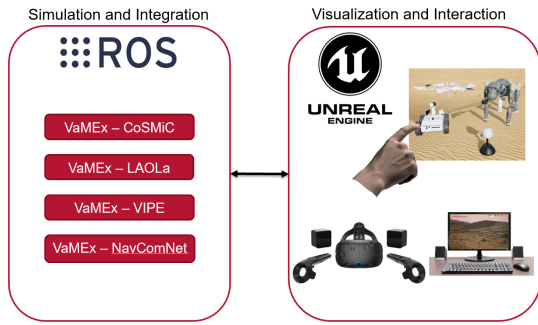 Simulation and Integration
Visualization and Interaction
ROS
UNREAL
ENGINE
VaMEx – CoSMiC
VaMEx – LAOLa
VaMEx – VIPE
VaMEx – NavComNet